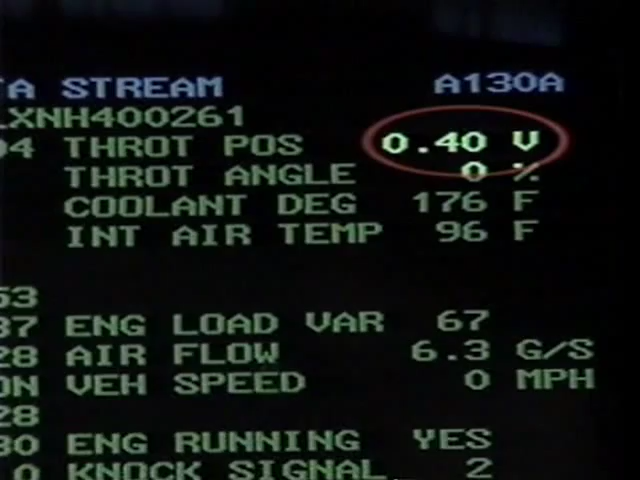 TA STREAM A130A
LXNH400261
04 THROT POS 0.40 V
THROT ANGLE 0 %
COOLANT DEG 176 F
INT AIR TEMP 96 F
53
37 ENG LOAD VAR 67
28 AIR FLOW 6.3 G/S
ON VEH SPEED 0 MPH
28
30 ENG RUNNING YES
0 KNOCK SIGNAL 2